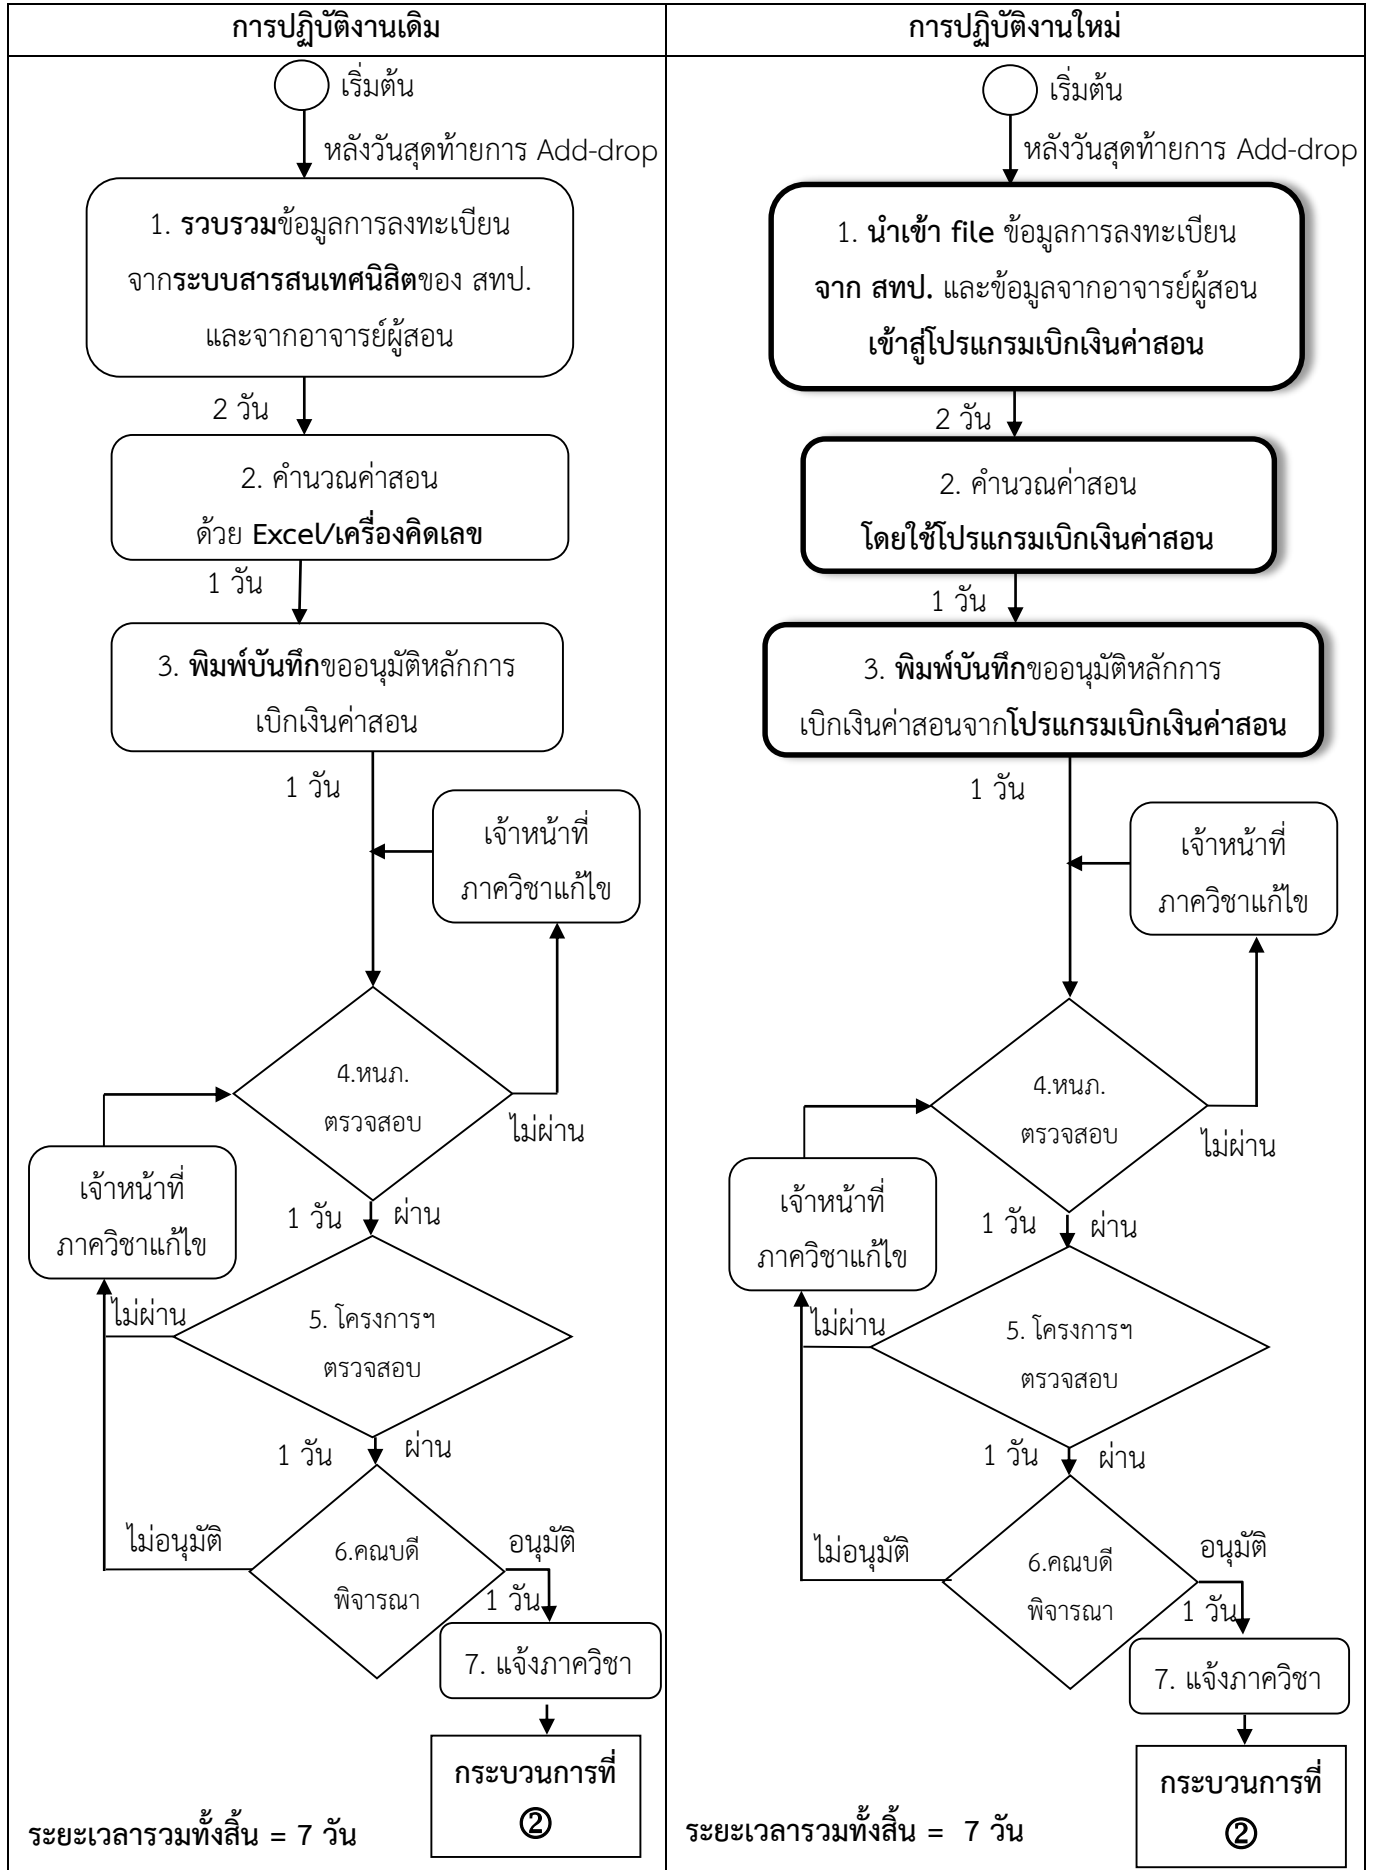 การปฏิบัติงานเดิม
เริ่มต้น
หลังวันสุดท้ายการ Add-drop
1. รวบรวมข้อมูลการลงทะเบียน
จากระบบสารสนเทศนิสิตของ สทป.
และจากอาจารย์ผู้สอน
2 วัน
2. คำนวณค่าสอน
ด้วย Excel/เครื่องคิดเลข
1 วัน
3. พิมพ์บันทึกขออนุมัติหลักการ
เบิกเงินค่าสอน
1 วัน
เจ้าหน้าที่
ภาควิชาแก้ไข
4.หนภ.
ตรวจสอบ
ไม่ผ่าน
เจ้าหน้าที่
ภาควิชาแก้ไข
1 วัน
ผ่าน
ไม่ผ่าน
5. โครงการฯ
ตรวจสอบ
1 วัน
ผ่าน
ไม่อนุมัติ
6.คณบดี
พิจารณา
อนุมัติ
1 วัน
7. แจ้งภาควิชา
กระบวนการที่
②
ระยะเวลารวมทั้งสิ้น = 7 วัน
การปฏิบัติงานใหม่
เริ่มต้น
หลังวันสุดท้ายการ Add-drop
1. นำเข้า file ข้อมูลการลงทะเบียน
จาก สทป. และข้อมูลจากอาจารย์ผู้สอน
เข้าสู่โปรแกรมเบิกเงินค่าสอน
2 วัน
2. คำนวณค่าสอน
โดยใช้โปรแกรมเบิกเงินค่าสอน
1 วัน
3. พิมพ์บันทึกขออนุมัติหลักการ
เบิกเงินค่าสอนจากโปรแกรมเบิกเงินค่าสอน
1 วัน
เจ้าหน้าที่
ภาควิชาแก้ไข
4.หนภ.
ตรวจสอบ
ไม่ผ่าน
เจ้าหน้าที่
ภาควิชาแก้ไข
1 วัน
ผ่าน
ไม่ผ่าน
5. โครงการฯ
ตรวจสอบ
1 วัน
ผ่าน
ไม่อนุมัติ
6.คณบดี
พิจารณา
อนุมัติ
1 วัน
7. แจ้งภาควิชา
กระบวนการที่
②
ระยะเวลารวมทั้งสิ้น = 7 วัน